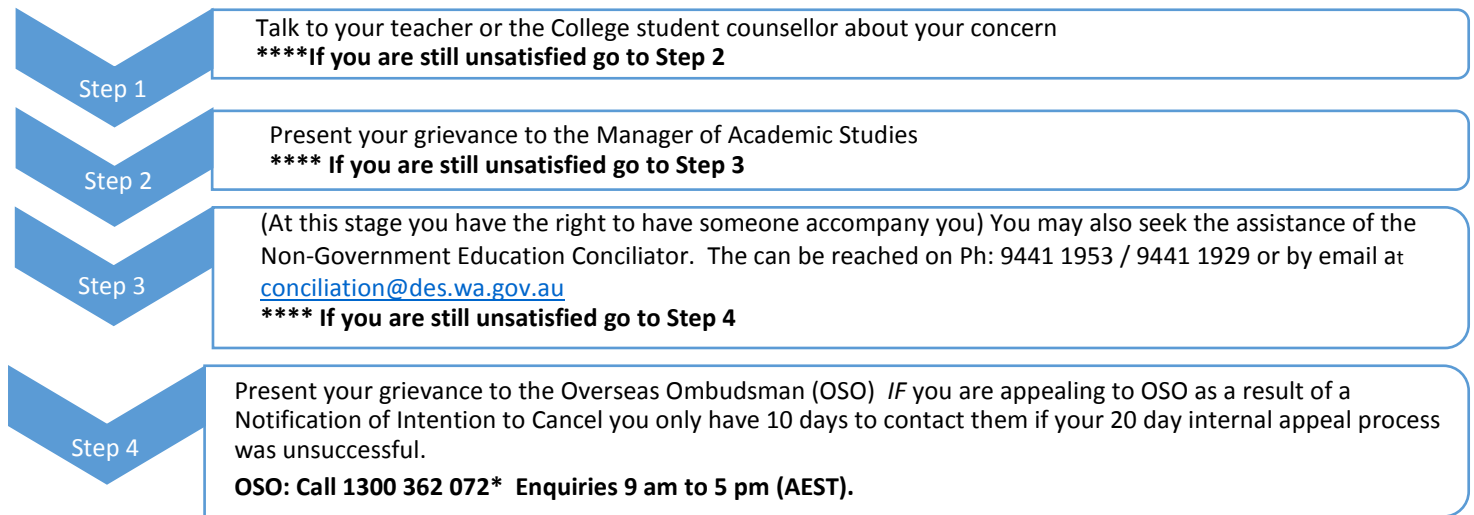 Step 1
Talk to your teacher or the College student counsellor about your concern
****If you are still unsatisfied go to Step 2
Step 2
Present your grievance to the Manager of Academic Studies
**** If you are still unsatisfied go to Step 3
Step 3
(At this stage you have the right to have someone accompany you) You may also seek the assistance of the
Non-Government Education Conciliator.  The can be reached on Ph: 9441 1953 / 9441 1929 or by email at
conciliation@des.wa.gov.au
**** If you are still unsatisfied go to Step 4
Step 4
Present your grievance to the Overseas Ombudsman (OSO)  IF you are appealing to OSO as a result of a
Notification of Intention to Cancel you only have 10 days to contact them if your 20 day internal appeal process
was unsuccessful.
OSO: Call 1300 362 072*  Enquiries 9 am to 5 pm (AEST).